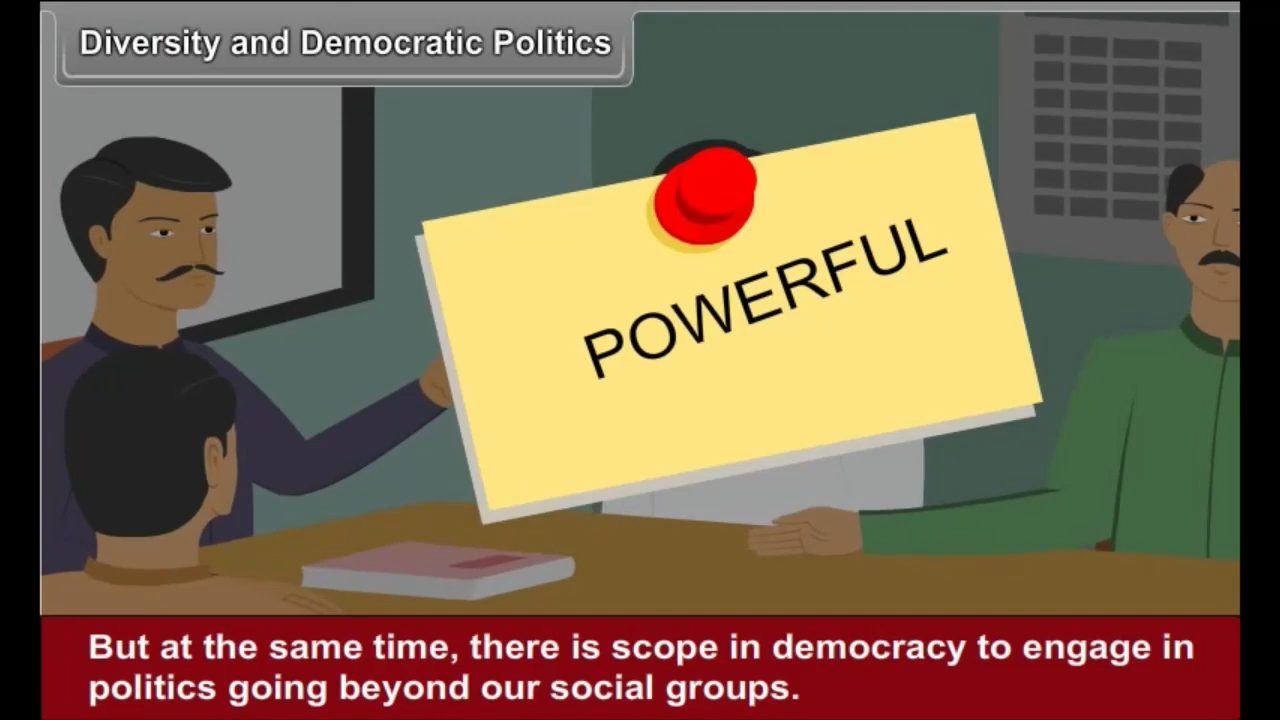 Diversity and Democratic Politics
POWERFUL
But at the same time, there is scope in democracy to engage in
politics going beyond our social groups.